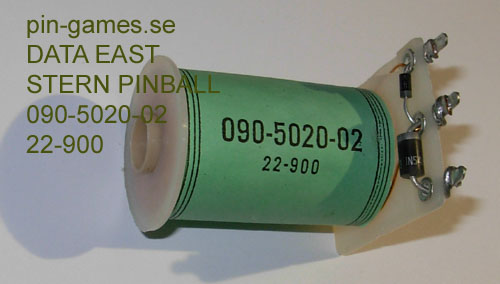 pin-games.se
DATA EAST
STERN PINBALL
090-5020-02
22-900
090-5020-02
22-900